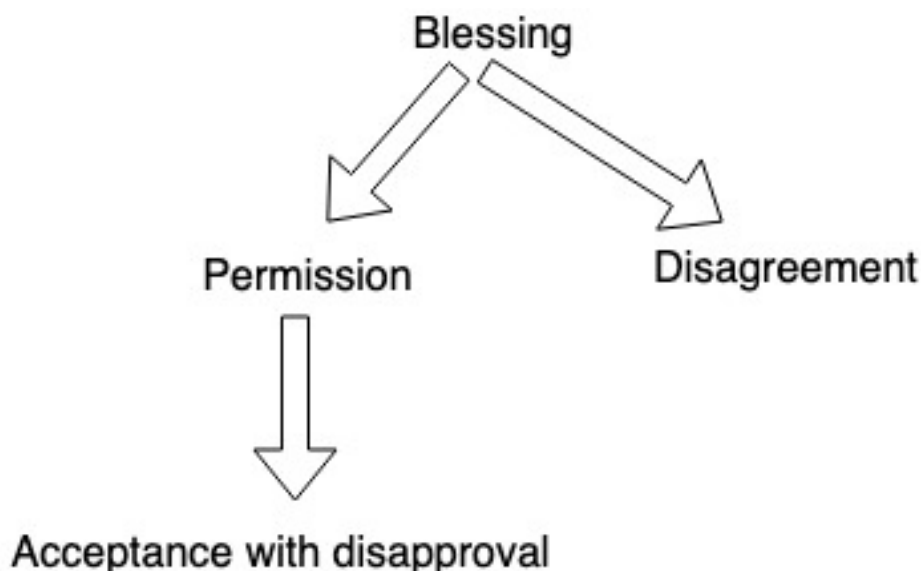 Blessing
Permission
Disagreement
Acceptance with disapproval